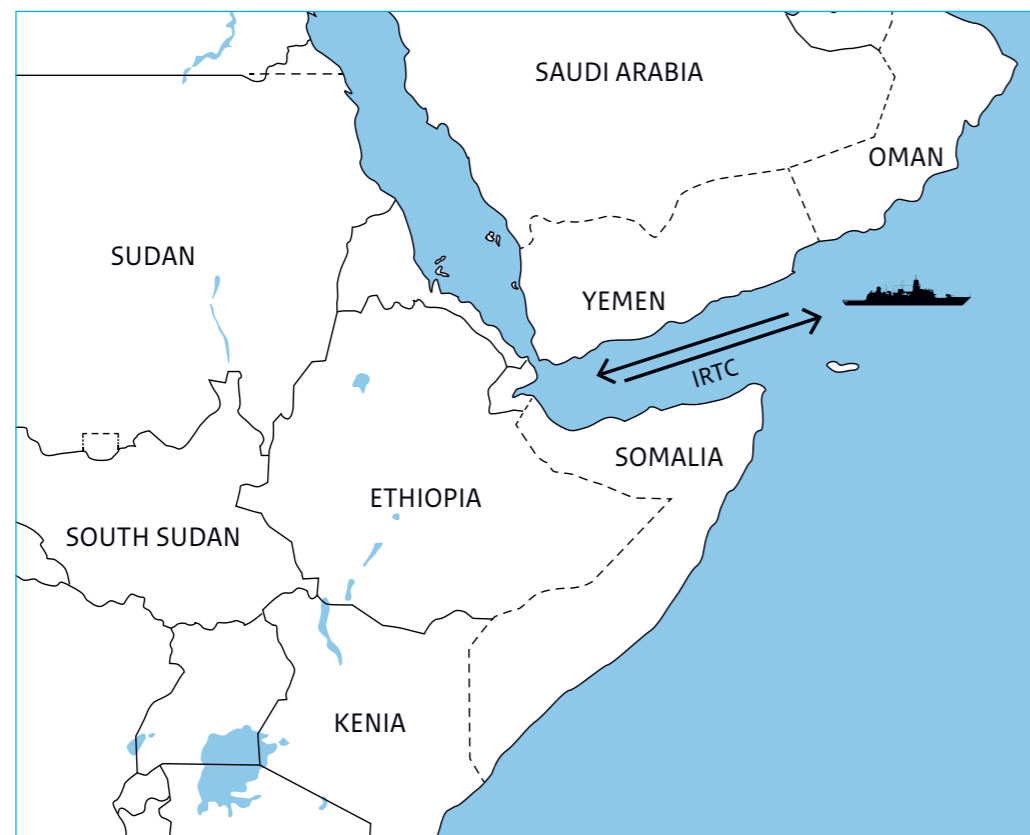 SAUDI ARABIA
OMAN
SUDAN
YEMEN
IRTC
SOMALIA
ETHIOPIA
SOUTH SUDAN
KENIA